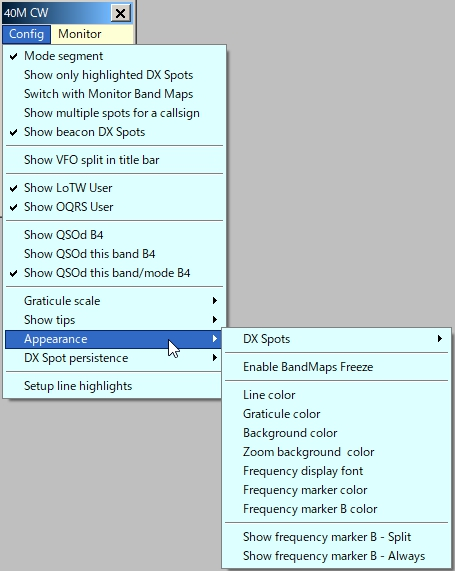 40M CW
Config Monitor
Mode segment
Show only highlighted DX Spots
Switch with Monitor Band Maps
Show multiple spots for a callsign
Show beacon DX Spots
Show VFO split in title bar
Show LoTW User
Show OQRS User
Show QSOd B4
Show QSOd this band B4
Show QSOd this band/mode B4
Graticule scale
Show tips
Appearance
DX Spot persistence
Setup line highlights
DX Spots
Enable BandMaps Freeze
Line color
Graticule color
Background color
Zoom background  color
Frequency display font
Frequency marker color
Frequency marker B color
Show frequency marker B - Split
Show frequency marker B - Always